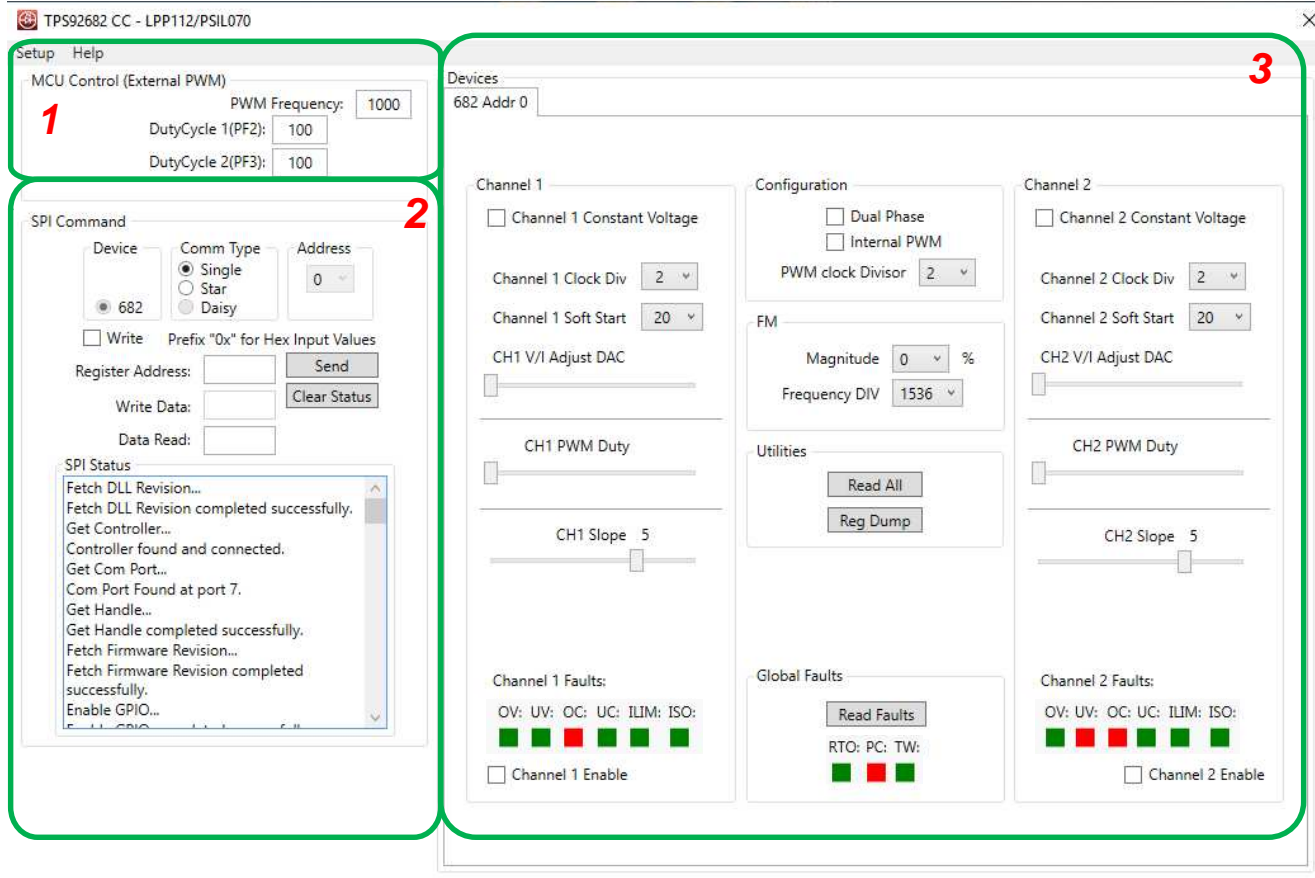 TPS92682 CC - LPP112/PSIL070
Setup Help
MCU Control (External PWM)
1
PWM Frequency: 1000
DutyCycle 1(PF2): 100
DutyCycle 2(PF3): 100
2
SPI Command
Device
682
Comm Type
Single
Star
Daisy
Address
0
Write Prefix "0x" for Hex Input Values
Register Address: Send
Write Data: Clear Status
Data Read:
SPI Status
Fetch DLL Revision...
Fetch DLL Revision completed successfully.
Get Controller...
Controller found and connected.
Get Com Port...
Com Port Found at port 7.
Get Handle...
Get Handle completed successfully.
Fetch Firmware Revision...
Fetch Firmware Revision completed
successfully.
Enable GPIO...
3
Devices
682 Addr 0
Channel 1
Channel 1 Constant Voltage
Channel 1 Clock Div 2
Channel 1 Soft Start 20
CH1 V/I Adjust DAC
CH1 PWM Duty
CH1 Slope 5
Channel 1 Faults:
OV: UV: OC: UC: ILIM: ISO:
Channel 1 Enable
Configuration
Dual Phase
Internal PWM
PWM clock Divisor 2
FM
Magnitude 0 %
Frequency DIV 1536
Utilities
Read All
Reg Dump
Global Faults
Read Faults
RTO: PC: TW:
Channel 2
Channel 2 Constant Voltage
Channel 2 Clock Div 2
Channel 2 Soft Start 20
CH2 V/I Adjust DAC
CH2 PWM Duty
CH2 Slope 5
Channel 2 Faults:
OV: UV: OC: UC: ILIM: ISO:
Channel 2 Enable